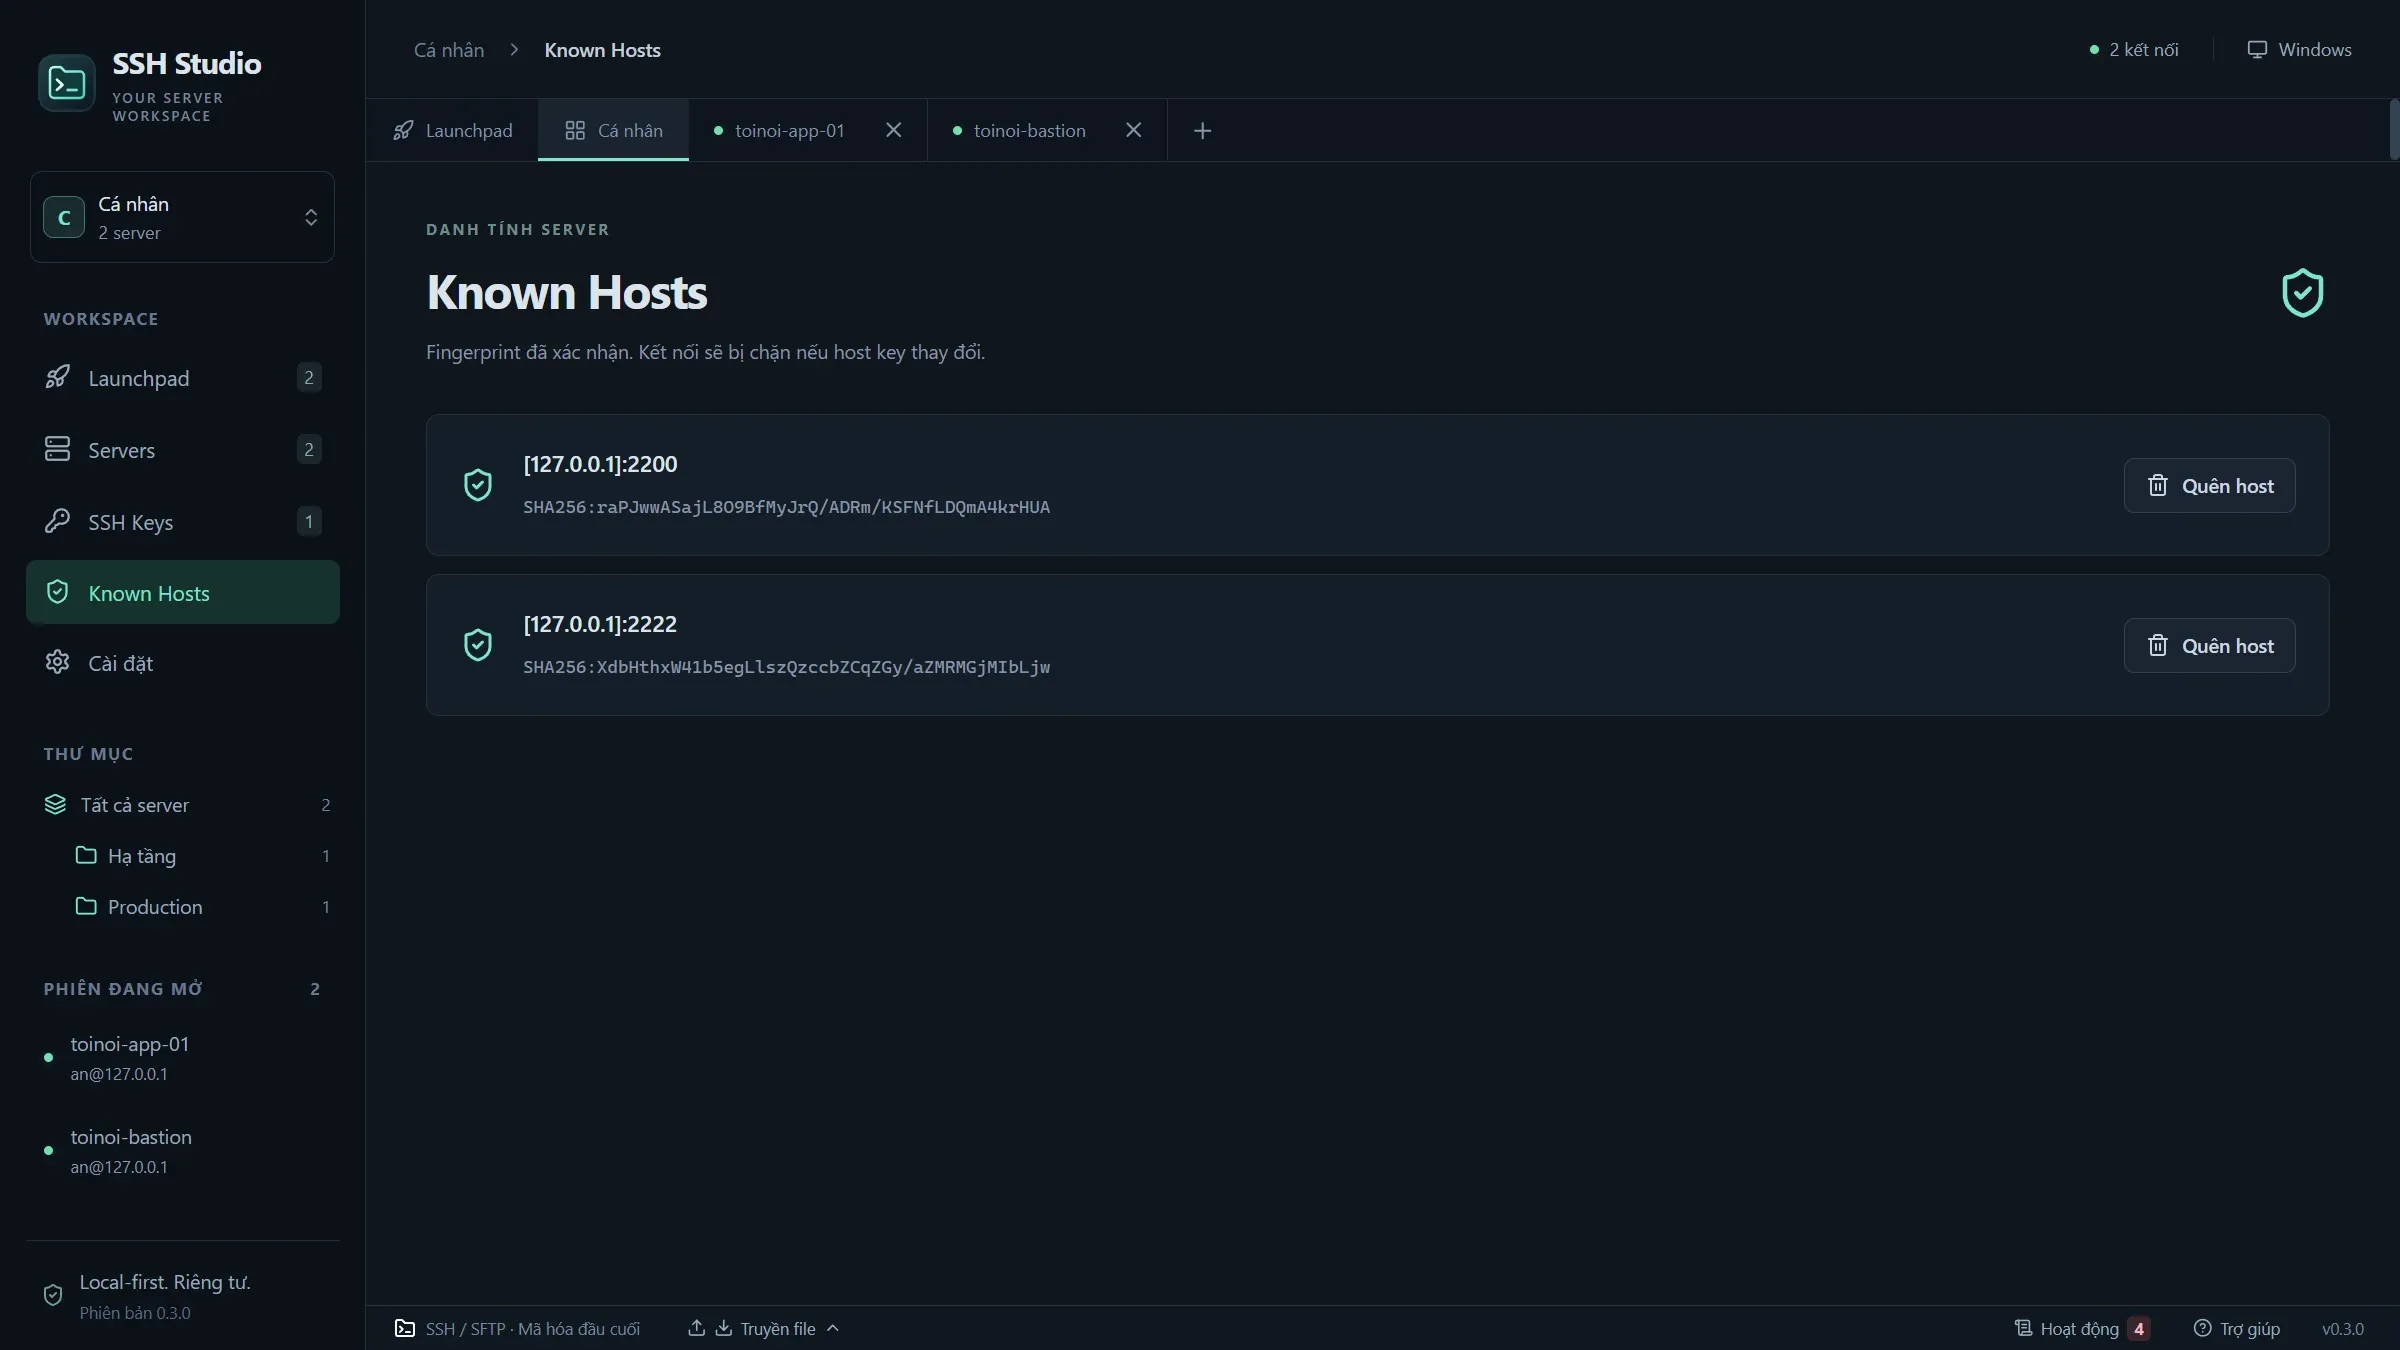 SSH Studio
YOUR SERVER
WORKSPACE
C
Cá nhân
2 server
WORKSPACE
Launchpad 2
Servers 2
SSH Keys 1
Known Hosts
Cài đặt
THƯ MỤC
Tất cả server 2
Hạ tầng 1
Production 1
PHIÊN ĐANG MỞ 2
toinoi-app-01
an@127.0.0.1
toinoi-bastion
an@127.0.0.1
Local-first. Riêng tư.
Phiên bản 0.3.0
Cá nhân > Known Hosts
2 kết nối
Windows
Launchpad
Cá nhân
toinoi-app-01
toinoi-bastion
DANH TÍNH SERVER
Known Hosts
Fingerprint đã xác nhận. Kết nối sẽ bị chặn nếu host key thay đổi.
[127.0.0.1]:2200
SHA256:raPJwwASajL8O9BfMyJrQ/ADRm/KSFNfLDQmA4krHUA
Quên host
[127.0.0.1]:2222
SHA256:XdbHthxW41b5egLlszQzccbZCqZGy/aZMRMGjMIbLjw
Quên host
SSH / SFTP · Mã hóa đầu cuối
Truyền file
Hoạt động 4
Trợ giúp
v0.3.0